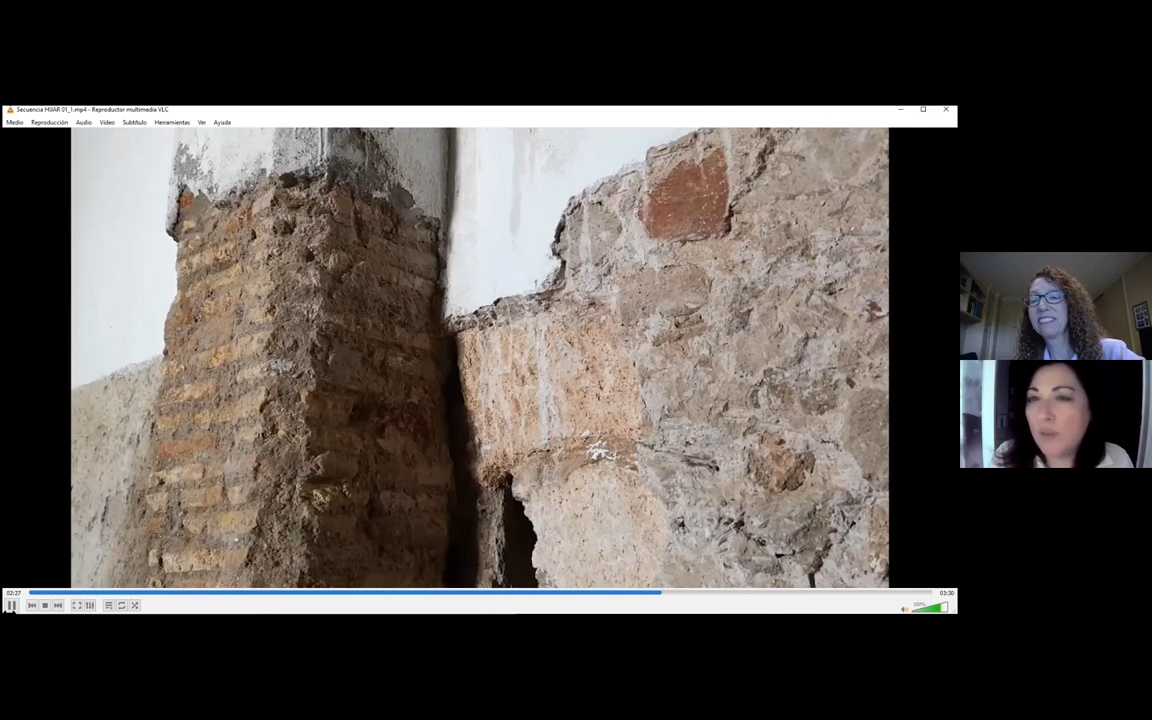 Secuencia HIJAR 01_1.mp4 - Reproductor multimedia VLC
Medio Reproducción Audio Vídeo Subtítulo Herramientas Ver Ayuda
02:27 03:30
100%